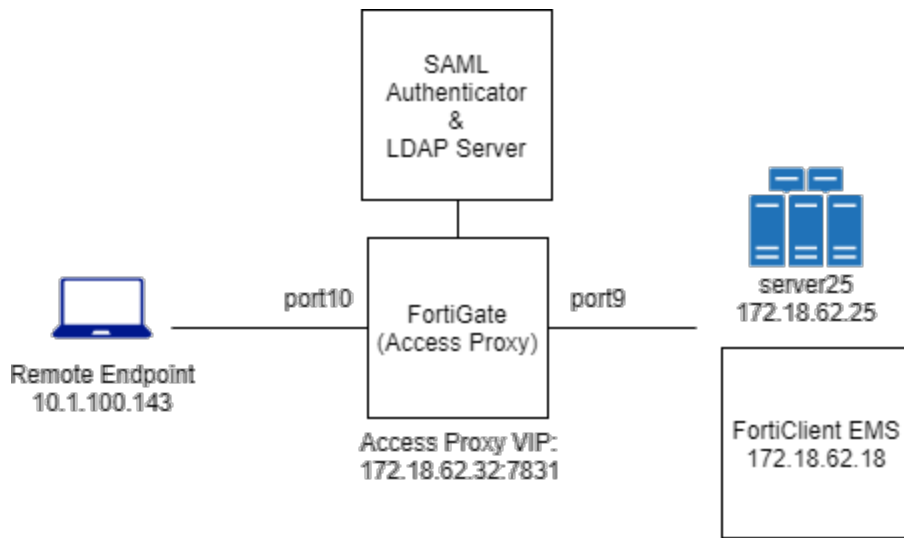 SAML
Authenticator
&
LDAP Server
port10
FortiGate
(Access Proxy)
port9
server25
172.18.62.25
Remote Endpoint
10.1.100.143
Access Proxy VIP:
172.18.62.32:7831
FortiClient EMS
172.18.62.18